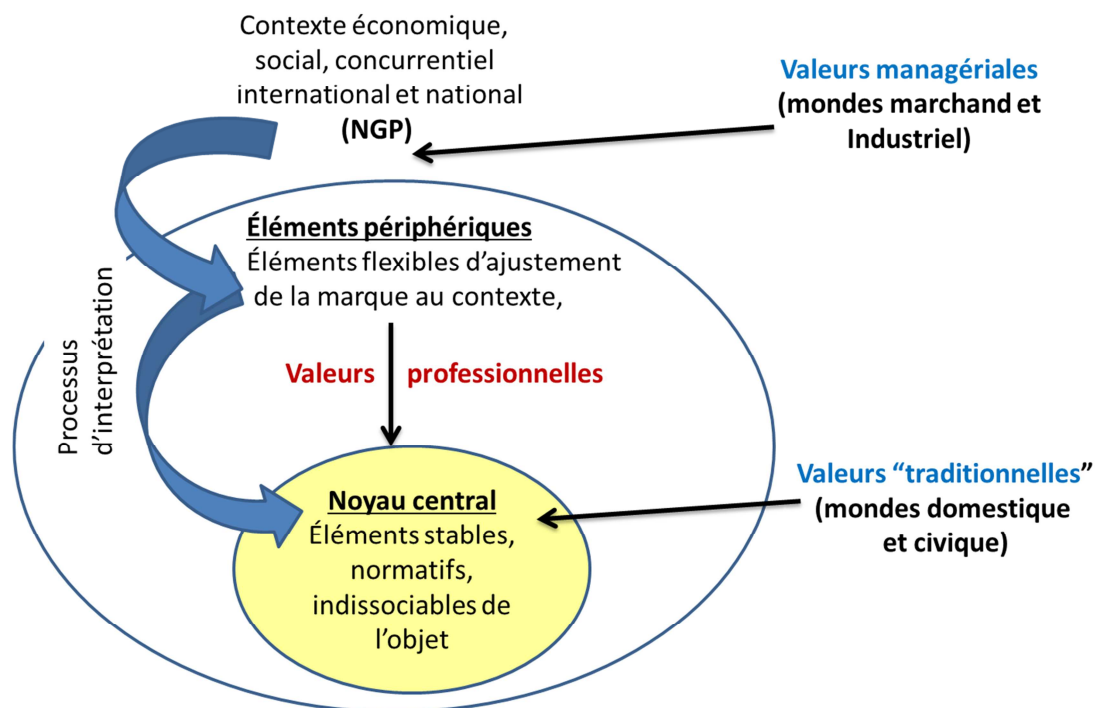 Contexte économique,
social, concurrentiel
international et national
(NGP)
Valeurs managériales
(mondes marchand et
Industriel)
Éléments périphériques
Éléments flexibles d’ajustement
de la marque au contexte,
Processus
d’interprétation
Valeurs professionnelles
Valeurs “traditionnelles”
(mondes domestique
et civique)
Noyau central
Éléments stables,
normatifs,
indissociables de
l’objet